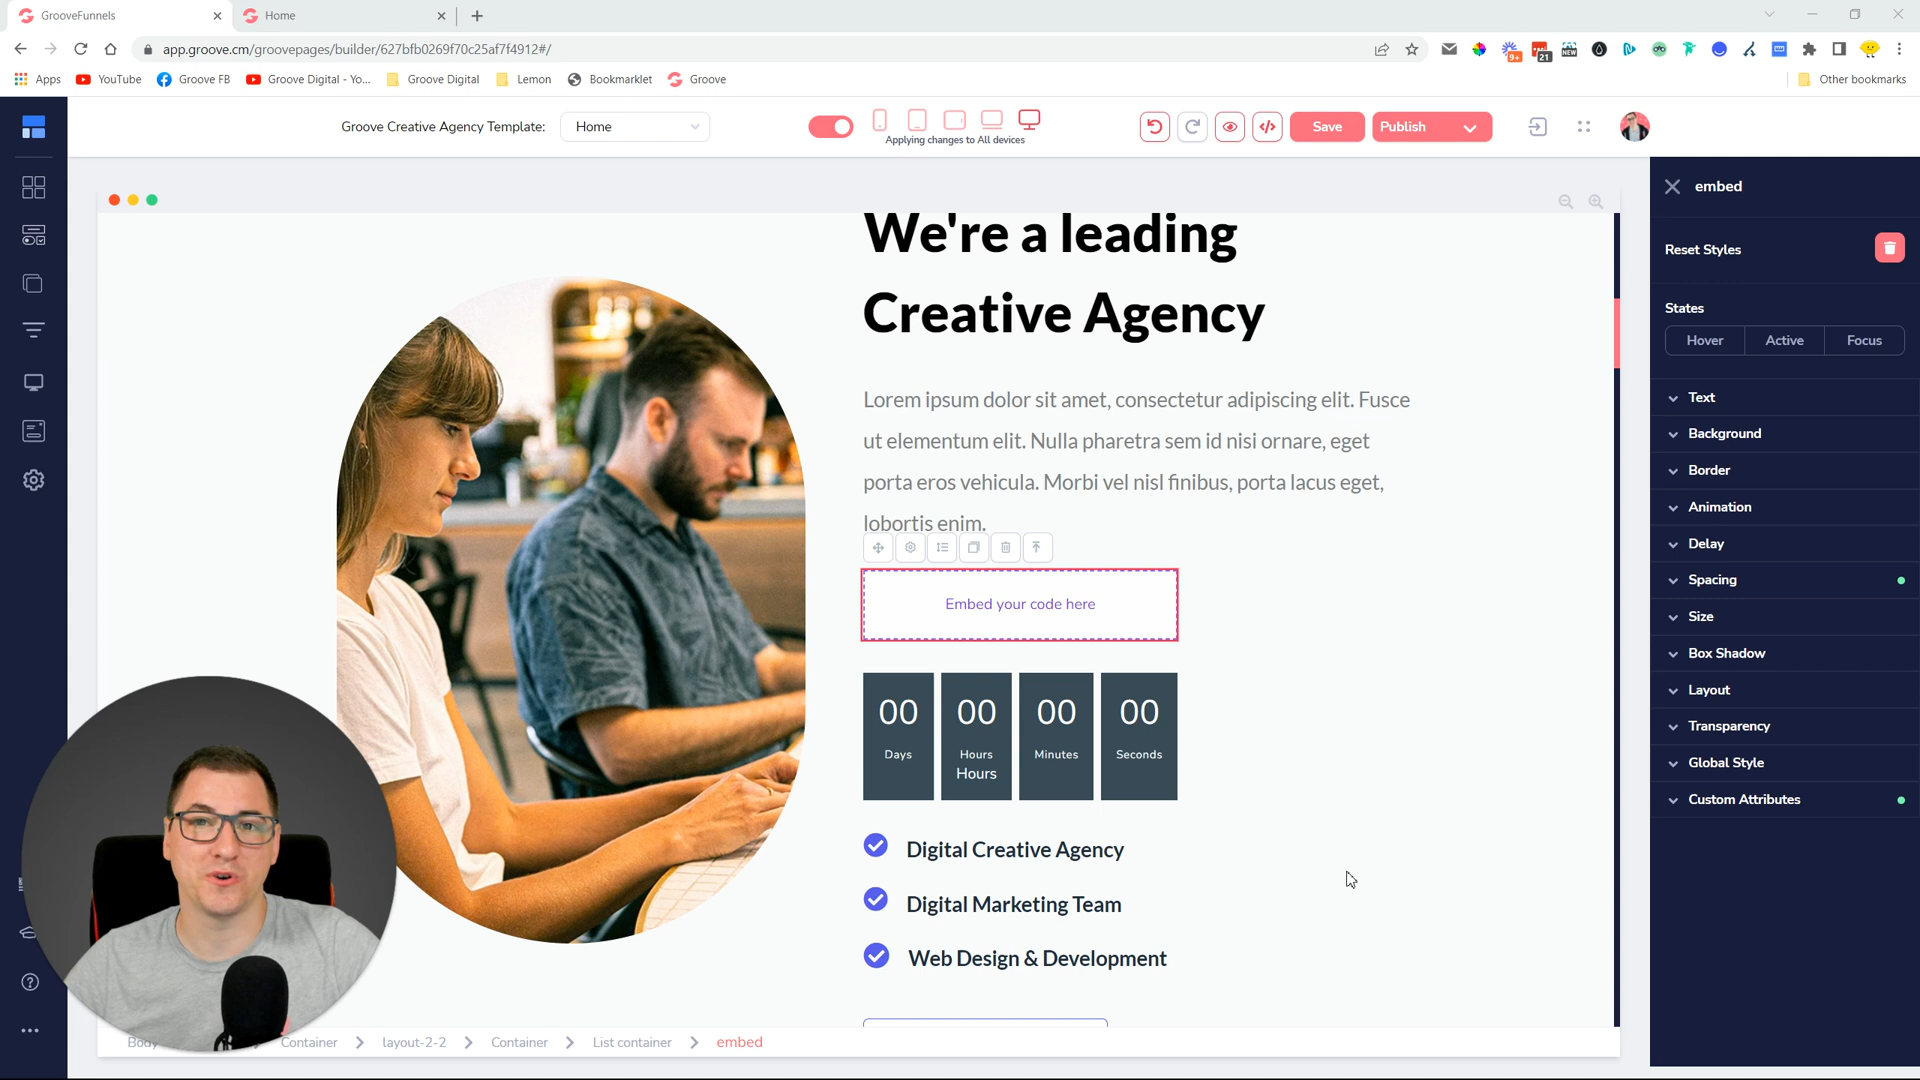 GrooveFunnels
Home
app.groove.cm/groovepages/builder/627bfb0269f70c25af7f4912#/
9+
21
NEW
Apps
YouTube
Groove FB
Groove Digital - Yo...
Groove Digital
Lemon
Bookmarklet
Groove
Other bookmarks
Groove Creative Agency Template:
Home
Applying changes to All devices
Save
Publish
embed
Reset Styles
States
Hover
Active
Focus
Text
Background
Border
Animation
Delay
Spacing
Size
Box Shadow
Layout
Transparency
Global Style
Custom Attributes
We're a leading
Creative Agency
Lorem ipsum dolor sit amet, consectetur adipiscing elit. Fusce
ut elementum elit. Nulla pharetra sem id nisi ornare, eget
porta eros vehicula. Morbi vel nisl finibus, porta lacus eget,
lobortis enim.
Embed your code here
00 00 00 00
Days Hours Minutes Seconds
Hours
Digital Creative Agency
Digital Marketing Team
Web Design & Development
Body
Container
layout-2-2
Container
List container
embed